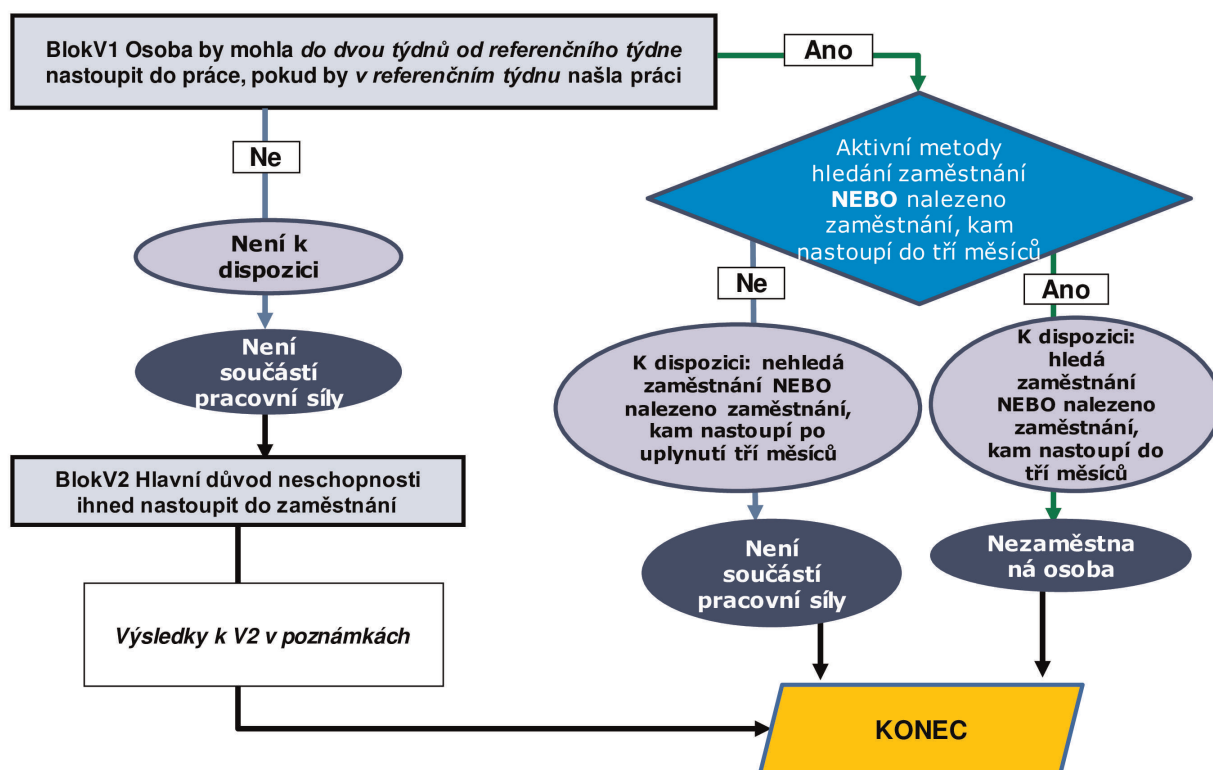 BlokV1 Osoba by mohla do dvou týdnů od referenčního týdne
nastoupit do práce, pokud by v referenčním týdnu našla práci
Ano
Ne
Aktivní metody
hledání zaměstnání
NEBO nalezeno
zaměstnání, kam
nastoupí do tří měsíců
Není k
dispozici
Ne
Ano
Není
součástí
pracovní síly
K dispozici: nehledá
zaměstnání NEBO
nalezeno zaměstnání,
kam nastoupí po
uplynutí tří měsíců
K dispozici:
hledá
zaměstnání
NEBO nalezeno
zaměstnání,
kam nastoupí do
tří měsíců
BlokV2 Hlavní důvod neschopnosti
ihned nastoupit do zaměstnání
Není
součástí
pracovní síly
Nezaměstna
ná osoba
Výsledky k V2 v poznámkách
KONEC